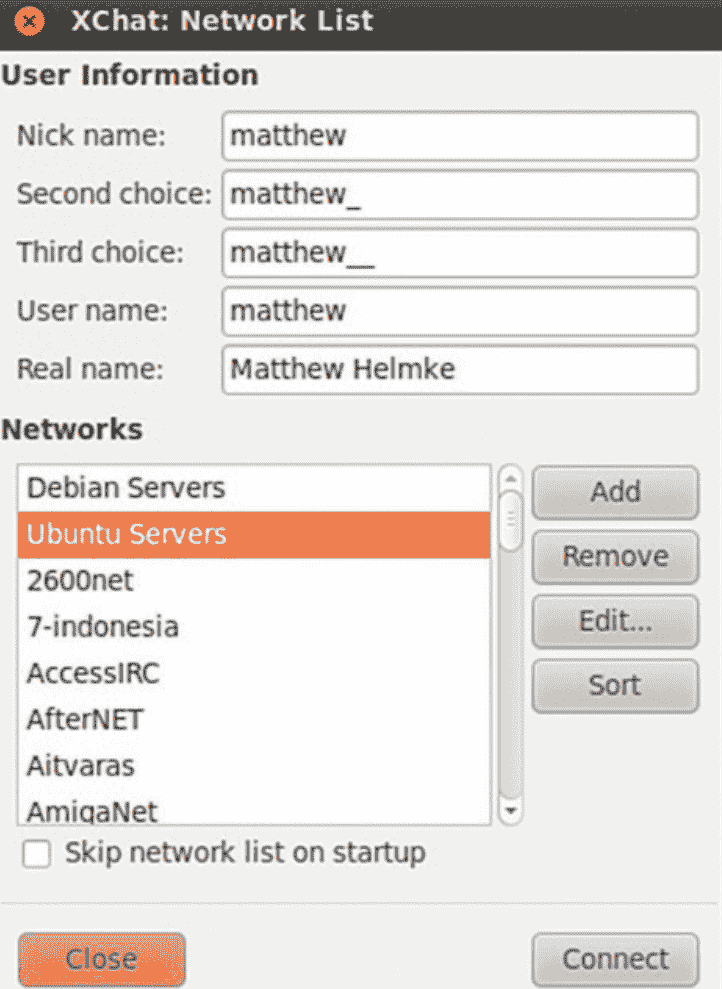 XChat: Network List
User Information
Nick name: matthew
Second choice: matthew_
Third choice: matthew__
User name: matthew
Real name: Matthew Helmke
Networks
Debian Servers
Ubuntu Servers
2600net
7-indonesia
AccessIRC
AfterNET
Aitvaras
AmigaNet
Add
Remove
Edit...
Sort
Skip network list on startup
Close
Connect